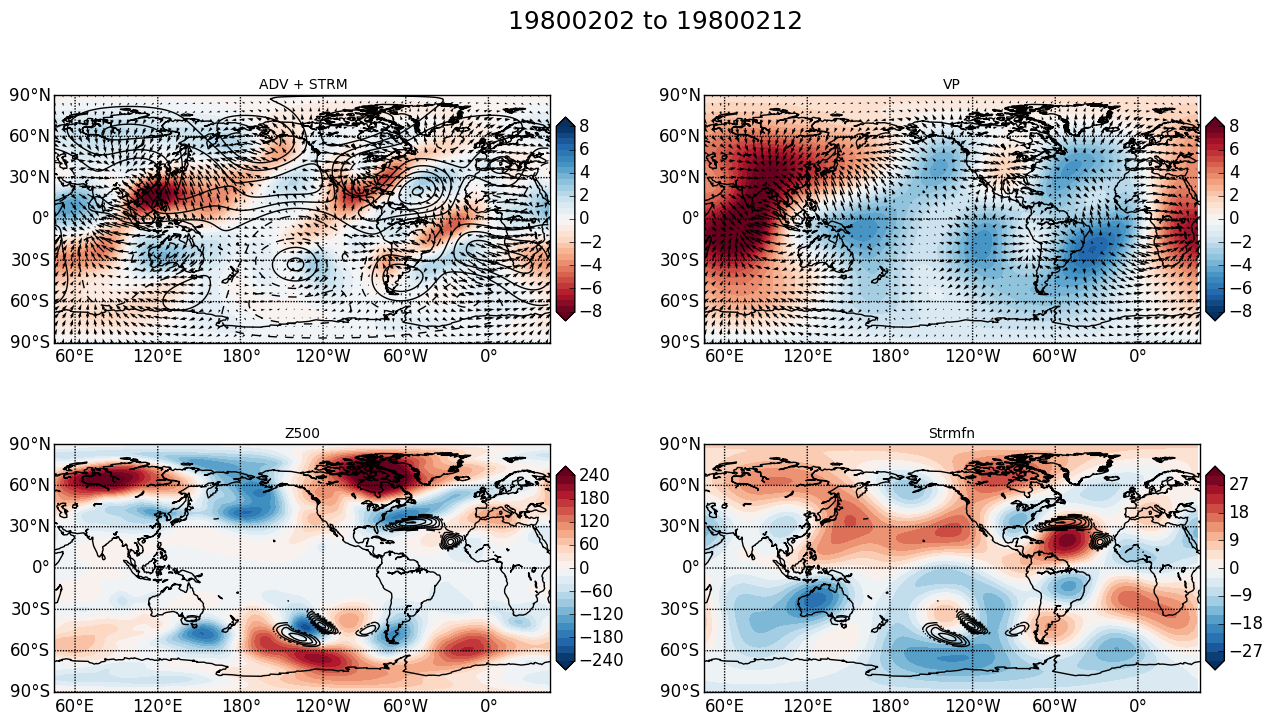 19800202 to 19800212
ADV + STRM
90°N
60°N
30°N
0°
30°S
60°S
90°S
60°E 120°E 180° 120°W 60°W 0°
8
6
4
2
0
−2
−4
−6
−8
VP
90°N
60°N
30°N
0°
30°S
60°S
90°S
60°E 120°E 180° 120°W 60°W 0°
8
6
4
2
0
−2
−4
−6
−8
Z500
90°N
60°N
30°N
0°
30°S
60°S
90°S
60°E 120°E 180° 120°W 60°W 0°
240
180
120
60
0
−60
−120
−180
−240
Strmfn
90°N
60°N
30°N
0°
30°S
60°S
90°S
60°E 120°E 180° 120°W 60°W 0°
27
18
9
0
−9
−18
−27